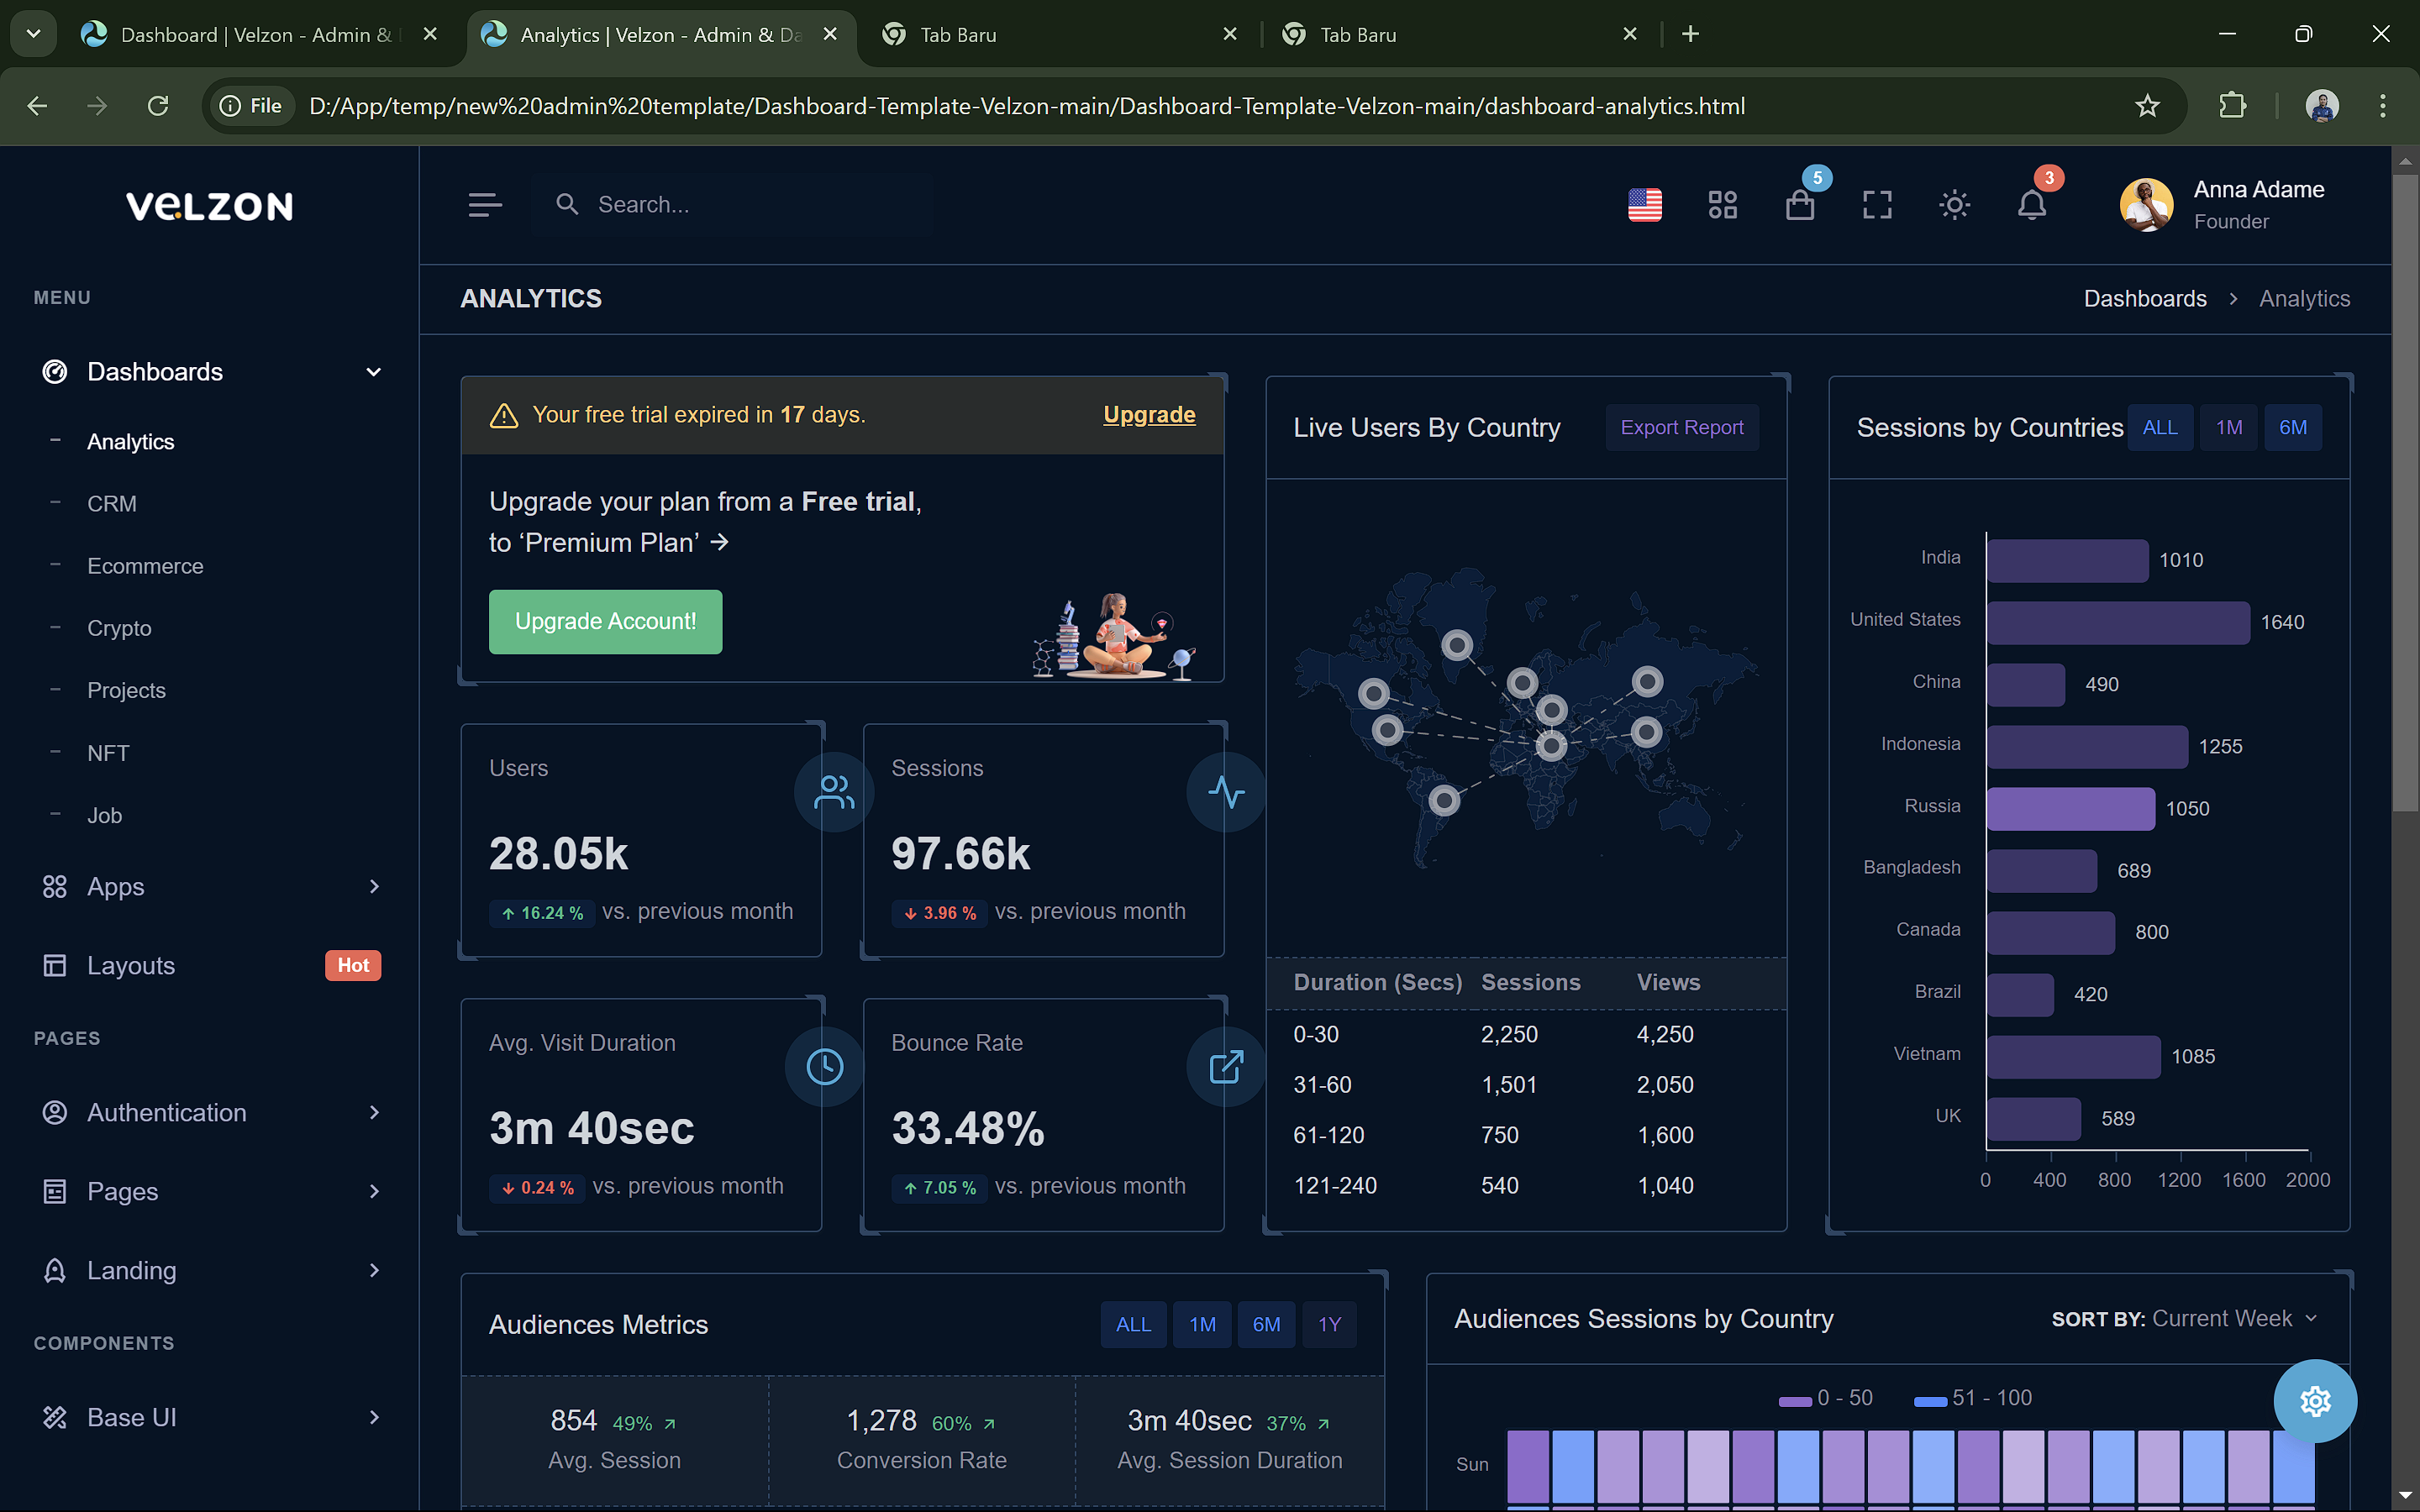 Dashboard | Velzon - Admin &
Analytics | Velzon - Admin & Da
Tab Baru
Tab Baru
File
D:/App/temp/new%20admin%20template/Dashboard-Template-Velzon-main/Dashboard-Template-Velzon-main/dashboard-analytics.html
VELZON
Search...
5
3
Anna Adame
Founder
MENU
Dashboards
Analytics
CRM
Ecommerce
Crypto
Projects
NFT
Job
Apps
Layouts
Hot
PAGES
Authentication
Pages
Landing
COMPONENTS
Base UI
ANALYTICS
Dashboards > Analytics
Your free trial expired in 17 days.
Upgrade
Upgrade your plan from a Free trial,
to ‘Premium Plan’ →
Upgrade Account!
Users
28.05k
↑ 16.24 % vs. previous month
Sessions
97.66k
↓ 3.96 % vs. previous month
Avg. Visit Duration
3m 40sec
↓ 0.24 % vs. previous month
Bounce Rate
33.48%
↑ 7.05 % vs. previous month
Live Users By Country
Export Report
Duration (Secs) Sessions Views
0-30 2,250 4,250
31-60 1,501 2,050
61-120 750 1,600
121-240 540 1,040
Sessions by Countries
ALL 1M 6M
India 1010
United States 1640
China 490
Indonesia 1255
Russia 1050
Bangladesh 689
Canada 800
Brazil 420
Vietnam 1085
UK 589
0 400 800 1200 1600 2000
Audiences Metrics
ALL 1M 6M 1Y
854 49% ↗
Avg. Session
1,278 60% ↗
Conversion Rate
3m 40sec 37% ↗
Avg. Session Duration
Audiences Sessions by Country
SORT BY: Current Week
0 - 50 51 - 100
Sun